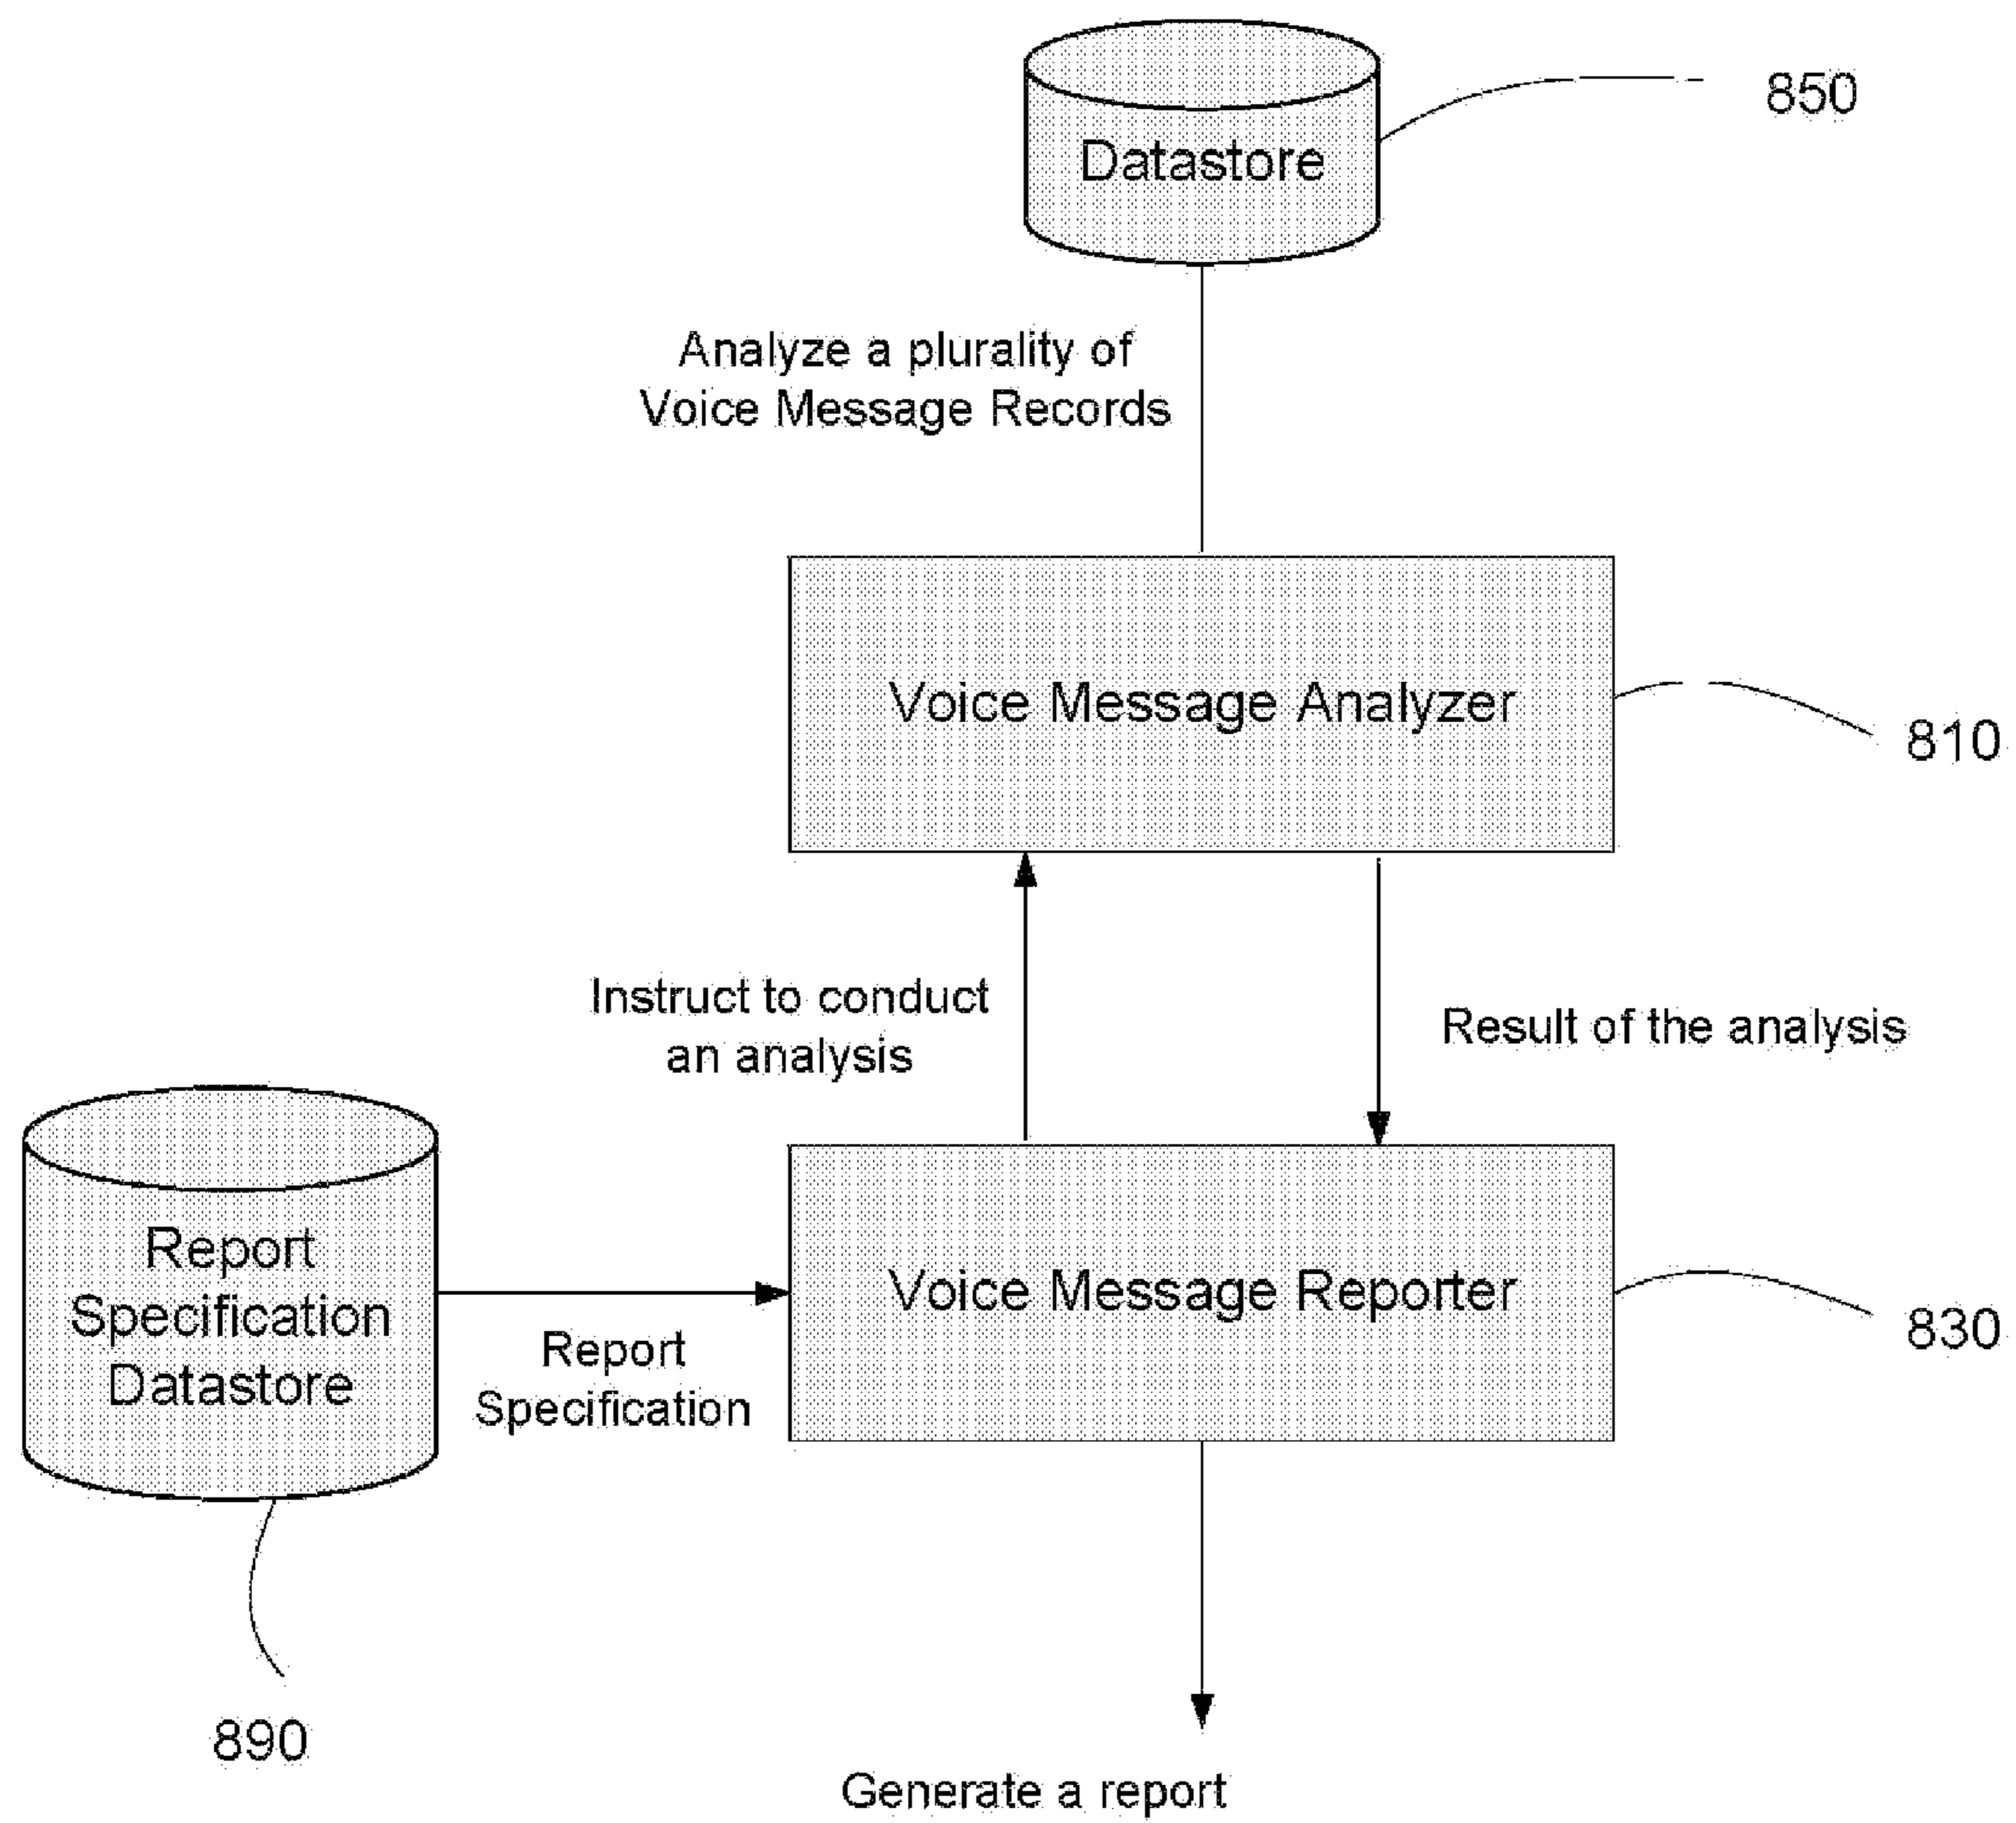 850
Datastore
Analyze a plurality of
Voice Message Records
Voice Message Analyzer
810
Instruct to conduct
an analysis
Result of the analysis
Report
Specification
Datastore
Report
Specification
Voice Message Reporter
830
890
Generate a report